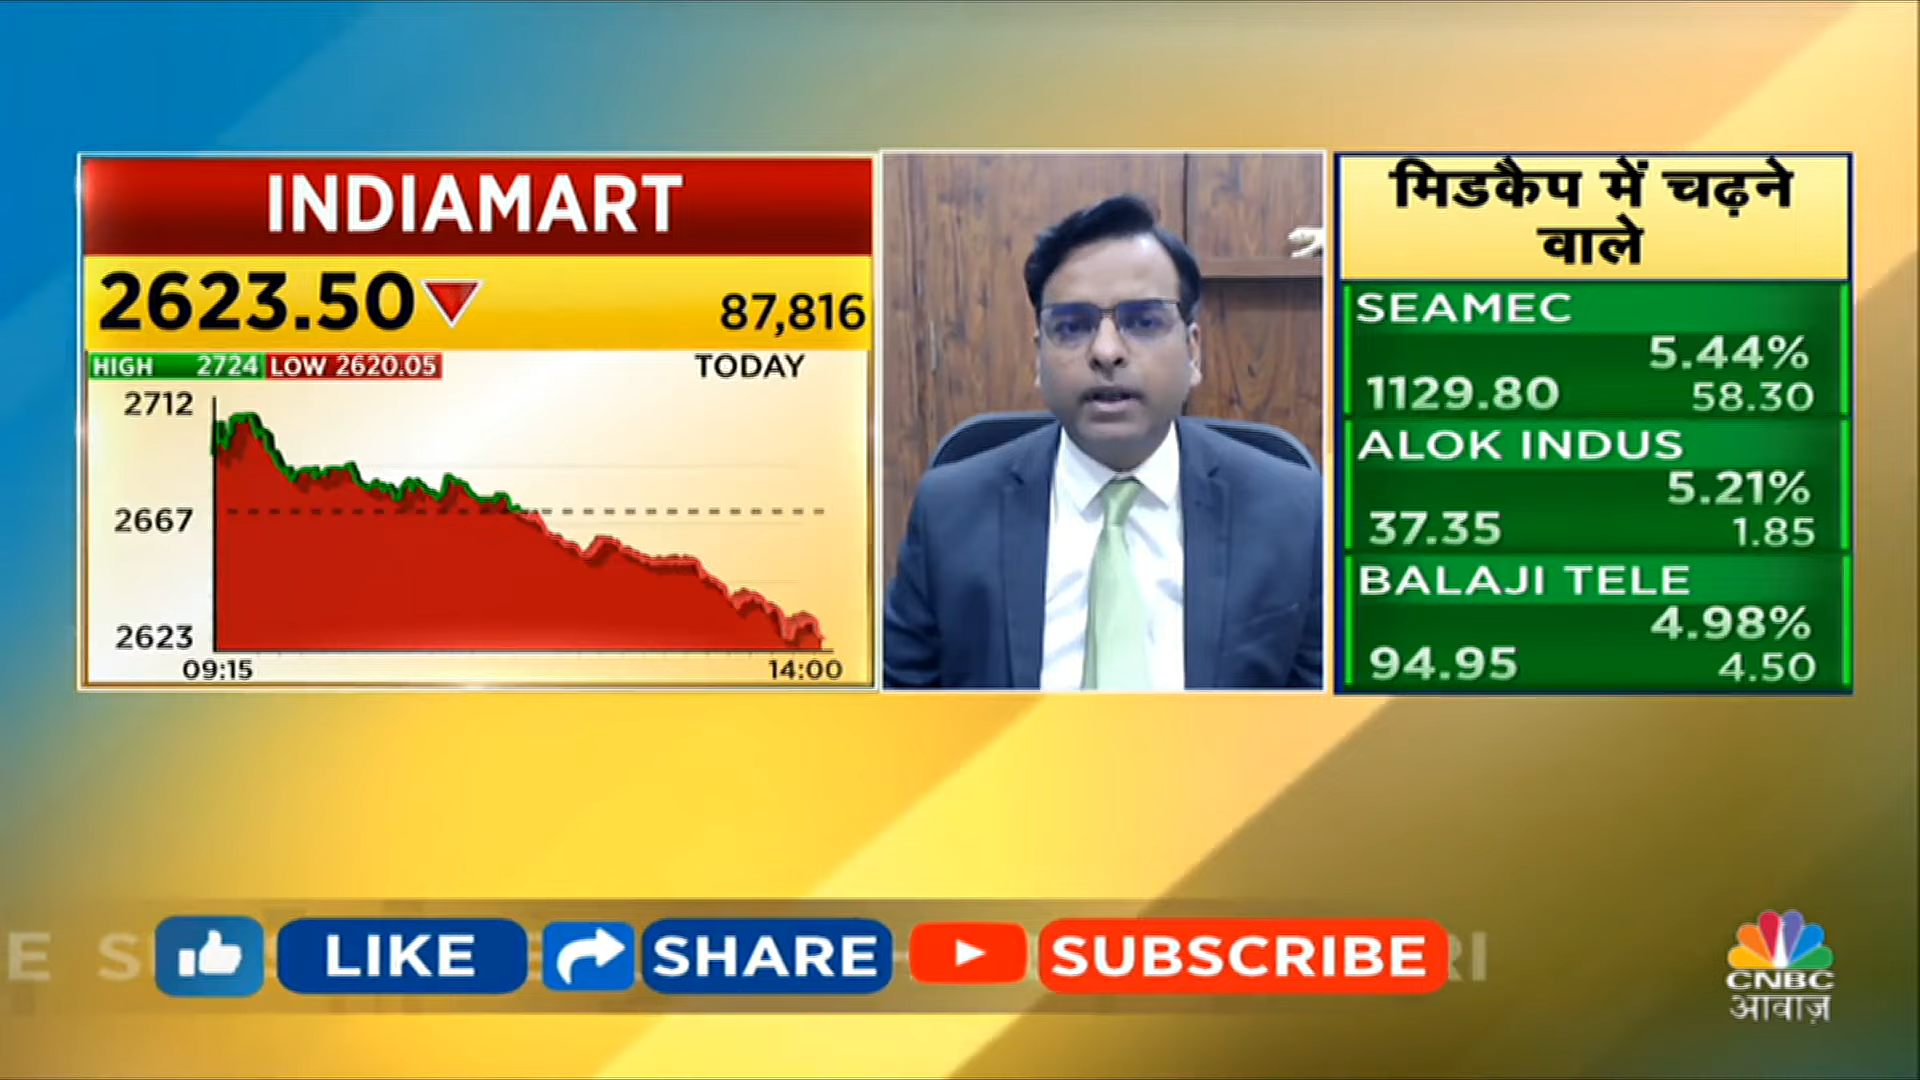 INDIAMART
2623.50
87,816
HIGH 2724 LOW 2620.05
TODAY
2712
2667
2623
09:15 14:00
मिडकैप में चढ़ने
वाले
SEAMEC
5.44%
1129.80 58.30
ALOK INDUS
5.21%
37.35 1.85
BALAJI TELE
4.98%
94.95 4.50
LIKE SHARE SUBSCRIBE
CNBC
आवाज़